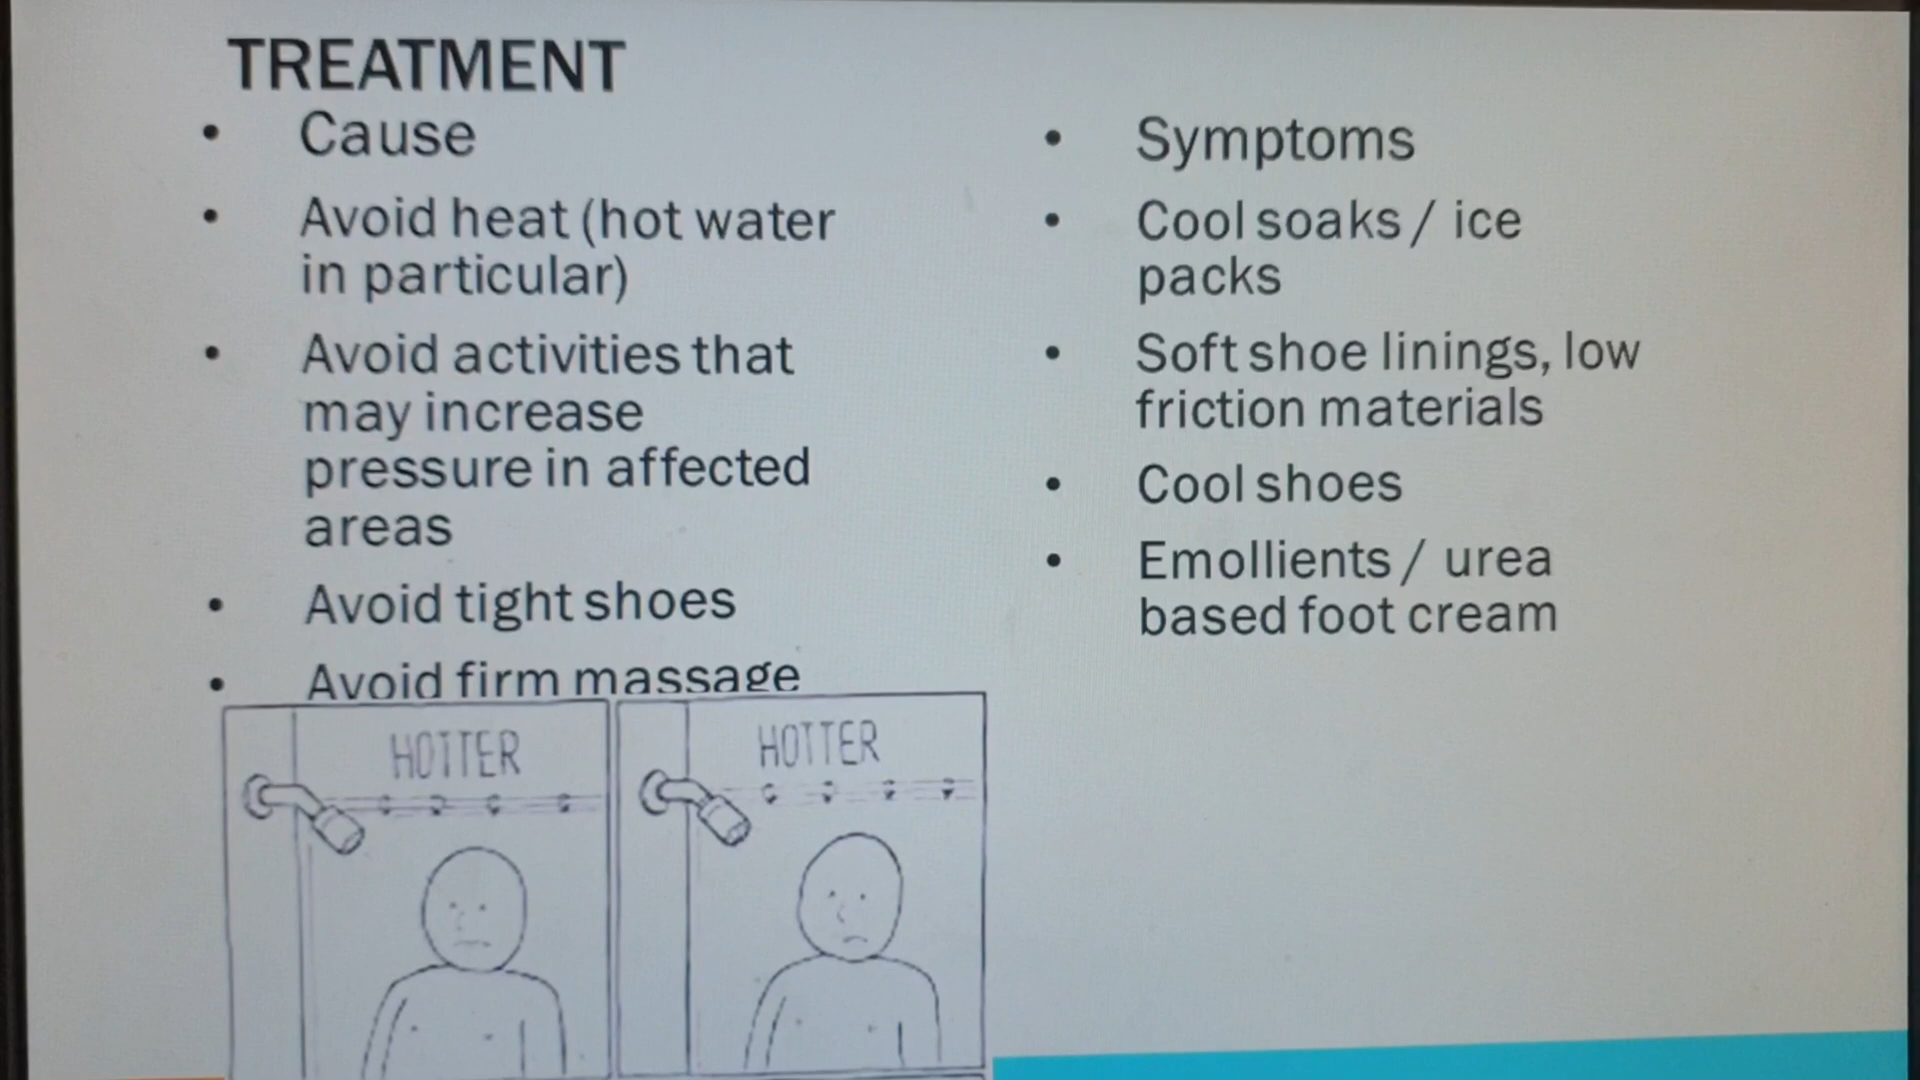 TREATMENT
• Cause
• Avoid heat (hot water
in particular)
• Avoid activities that
may increase
pressure in affected
areas
• Avoid tight shoes
• Avoid firm massage
• Symptoms
• Cool soaks / ice
packs
• Soft shoe linings, low
friction materials
• Cool shoes
• Emollients / urea
based foot cream
HOTTER
HOTTER